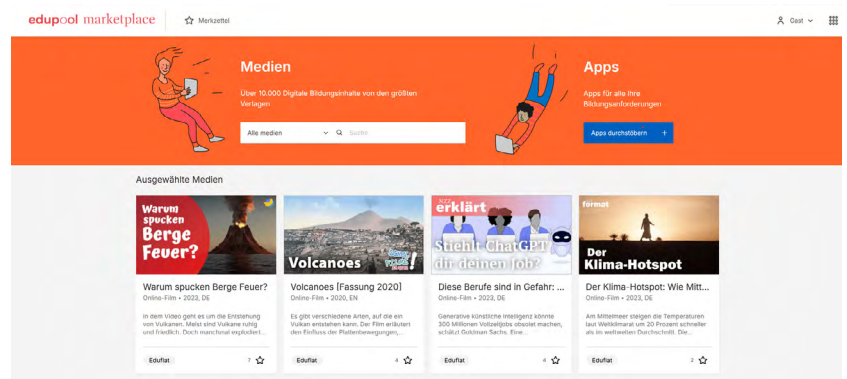 edupool marketplace
Merkzettel
Gast
Medien
Über 10.000 Digitale Bildungsinhalte von den größten
Verlagen
Alle medien
Suche
Apps
Apps für alle Ihre
Bildungsanforderungen
Apps durchstöbern +
Ausgewählte Medien
Warum
spucken
Berge
Feuer?
Warum spucken Berge Feuer?
Online-Film • 2023, DE
In dem Video geht es um die Entstehung
von Vulkanen. Meist sind Vulkane ruhig
und friedlich. Doch manchmal explodiert...
Eduflat
7
Volcanoes
Volcanoes [Fassung 2020]
Online-Film • 2020, EN
Es gibt verschiedene Arten, auf die ein
Vulkan entstehen kann. Der Film erläutert
den Einfluss der Plattenbewegungen,...
Eduflat
4
erklärt
Stiehlt ChatGPT
dir deinen Job?
Diese Berufe sind in Gefahr: ...
Online-Film • 2023, DE
Generative künstliche Intelligenz könnte
300 Millionen Vollzeitjobs obsolet machen,
schätzt Goldman Sachs. Eine...
Eduflat
4
format
Der
Klima-Hotspot
Der Klima-Hotspot: Wie Mitt...
Online-Film • 2023, DE
Am Mittelmeer steigen die Temperaturen
laut Weltklimarat um 20 Prozent schneller
als im weltweiten Durchschnitt. Die...
Eduflat
2